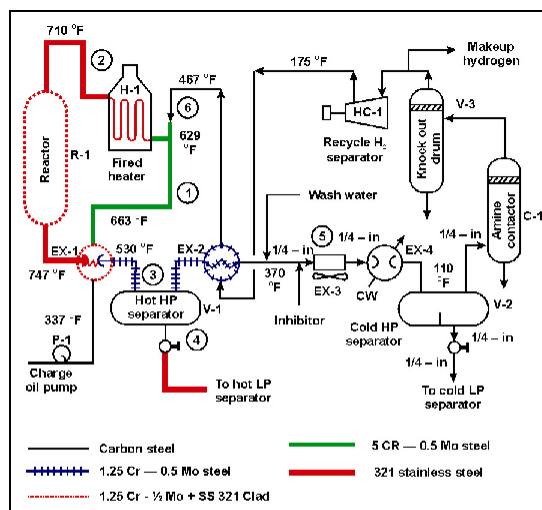 710 °F
2
H-1
467 °F
175 °F
Makeup
hydrogen
6
629
°F
HC-1
Recycle H2
separator
Knock out
drum
V-3
Reactor
R-1
Fired
heater
1
Wash water
Amine
contactor
C-1
663 °F
EX-1
530 °F
EX-2
1/4 – in
5
1/4 – in
EX-4
1/4 – in
747 °F
3
370
°F
EX-3
CW
110
°F
Hot HP
separator
V-1
V-2
337 °F
Inhibitor
Cold HP
separator
P-1
4
1/4 – in
1/4 – in
Charge
oil pump
To hot LP
separator
To cold LP
separator
Carbon steel
5 CR — 0.5 Mo steel
1.25 Cr — 0.5 Mo steel
321 stainless steel
1.25 Cr - ½ Mo + SS 321 Clad